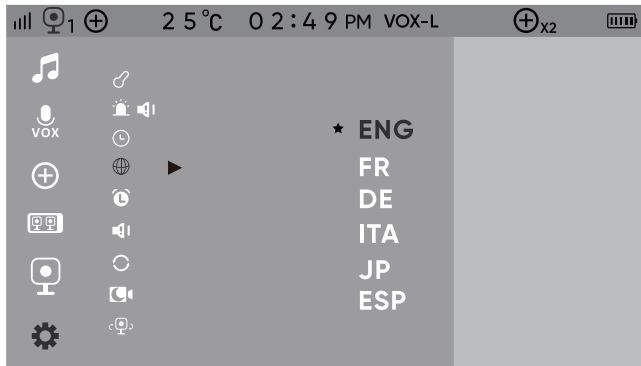 1 25°C 02:49 PM VOX-L X2
VOX
ENG
FR
DE
ITA
JP
ESP